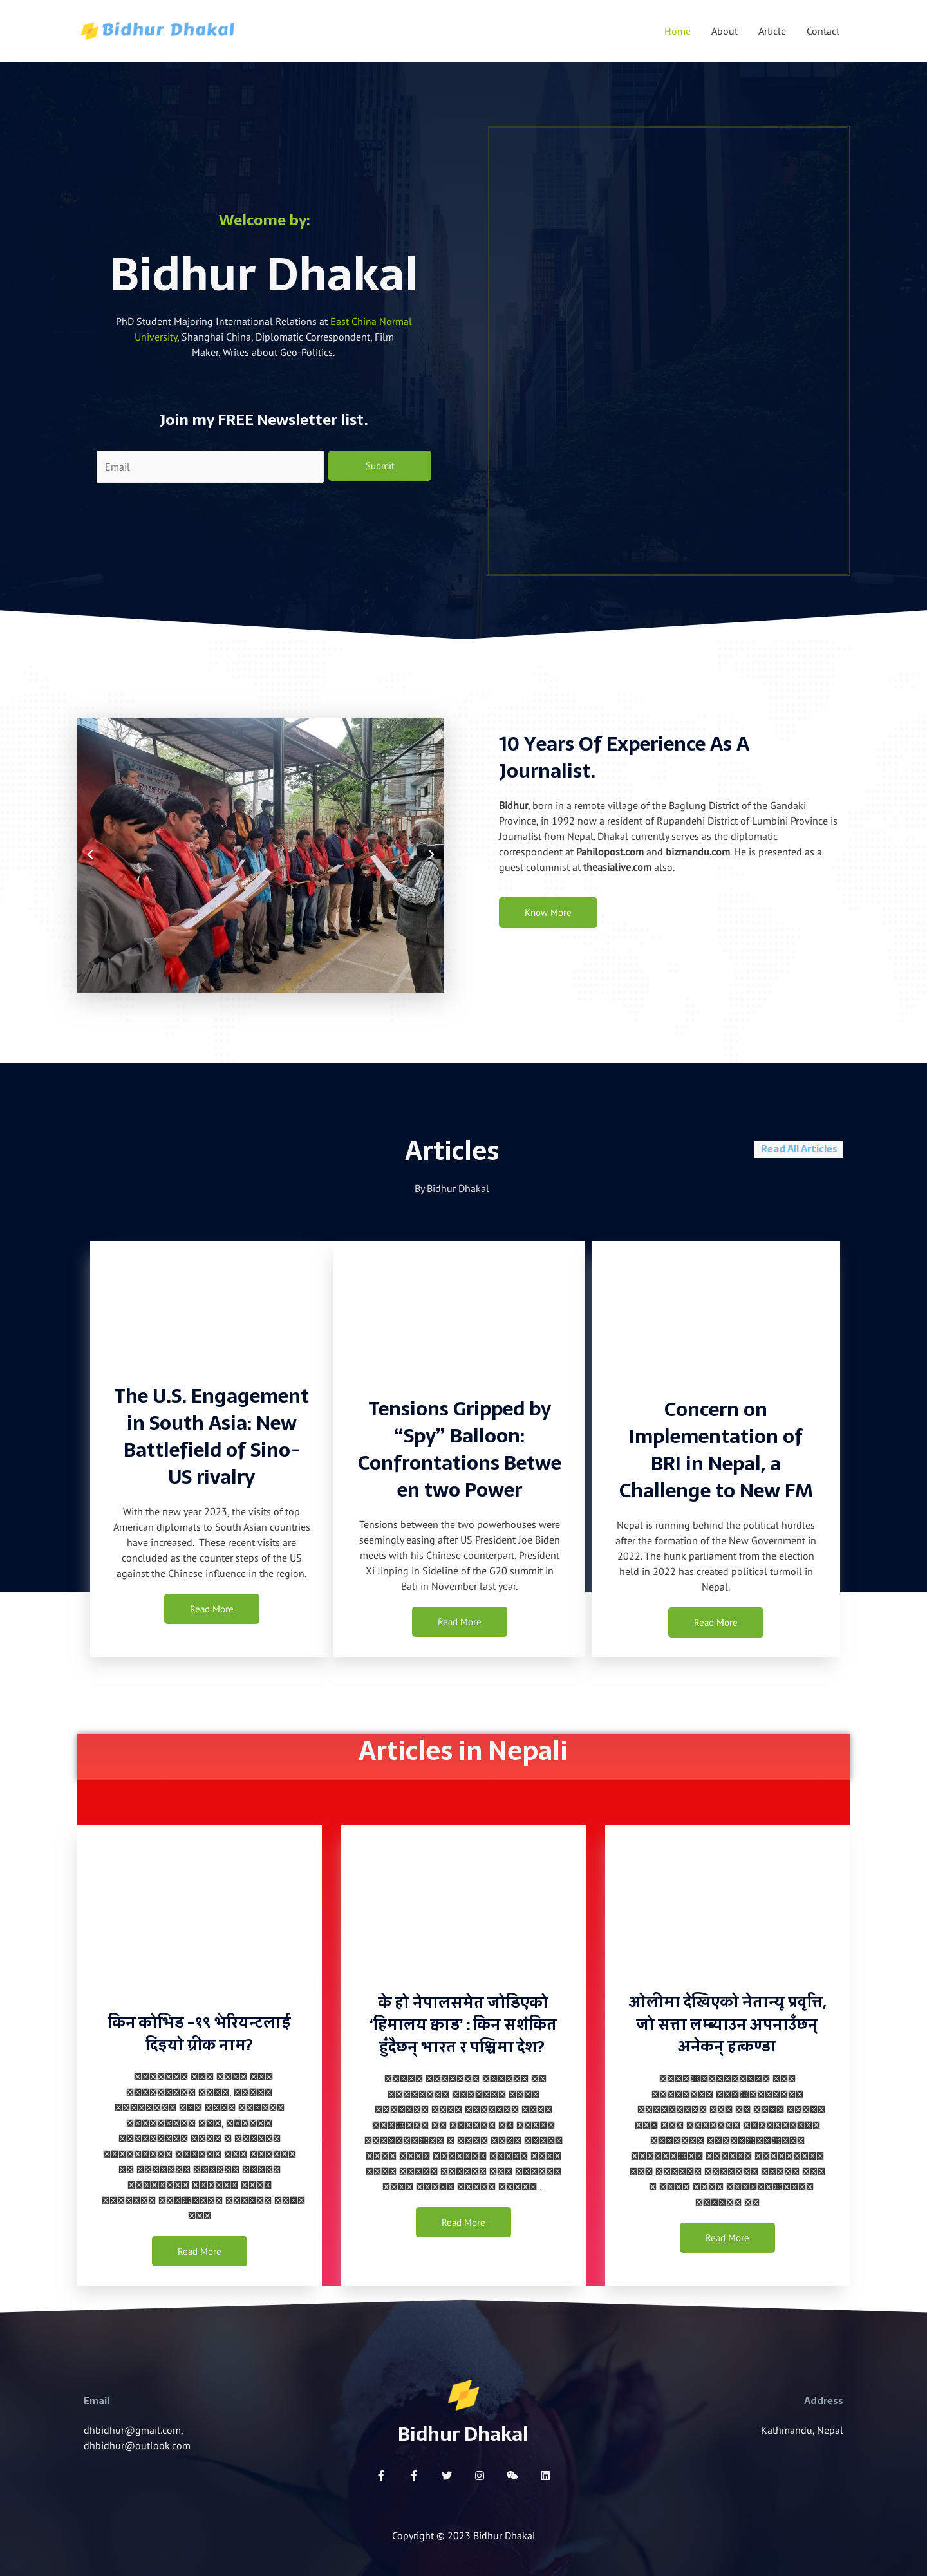 Bidhur Dhakal
Home
About
Article
Contact
Welcome by:
Bidhur Dhakal
PhD Student Majoring International Relations at East China Normal
University, Shanghai China, Diplomatic Correspondent, Film
Maker, Writes about Geo-Politics.
Join my FREE Newsletter list.
Email
Submit
10 Years Of Experience As A
Journalist.
Bidhur, born in a remote village of the Baglung District of the Gandaki
Province, in 1992 now a resident of Rupandehi District of Lumbini Province is
Journalist from Nepal. Dhakal currently serves as the diplomatic
correspondent at Pahilopost.com and bizmandu.com. He is presented as a
guest columnist at theasialive.com also.
Know More
Articles
Read All Articles
By Bidhur Dhakal
The U.S. Engagement
in South Asia: New
Battlefield of Sino-
US rivalry
With the new year 2023, the visits of top
American diplomats to South Asian countries
have increased.  These recent visits are
concluded as the counter steps of the US
against the Chinese influence in the region.
Read More
Tensions Gripped by
“Spy” Balloon:
Confrontations Betwe
en two Power
Tensions between the two powerhouses were
seemingly easing after US President Joe Biden
meets with his Chinese counterpart, President
Xi Jinping in Sideline of the G20 summit in
Bali in November last year.
Read More
Concern on
Implementation of
BRI in Nepal, a
Challenge to New FM
Nepal is running behind the political hurdles
after the formation of the New Government in
2022. The hunk parliament from the election
held in 2022 has created political turmoil in
Nepal.
Read More
Articles in Nepali
किन कोभिड -१९ भेरियन्टलाई
दिइयो ग्रीक नाम?
Read More
के हो नेपालसमेत जोडिएको
‘हिमालय क्वाड’ : किन सशंकित
हुँदैछन् भारत र पश्चिमा देश?
Read More
ओलीमा देखिएको नेतान्यू प्रवृत्ति,
जो सत्ता लम्ब्याउन अपनाउँछन्
अनेकन् हत्कण्डा
Read More
Email
dhbidhur@gmail.com,
dhbidhur@outlook.com
Bidhur Dhakal
Address
Kathmandu, Nepal
Copyright © 2023 Bidhur Dhakal